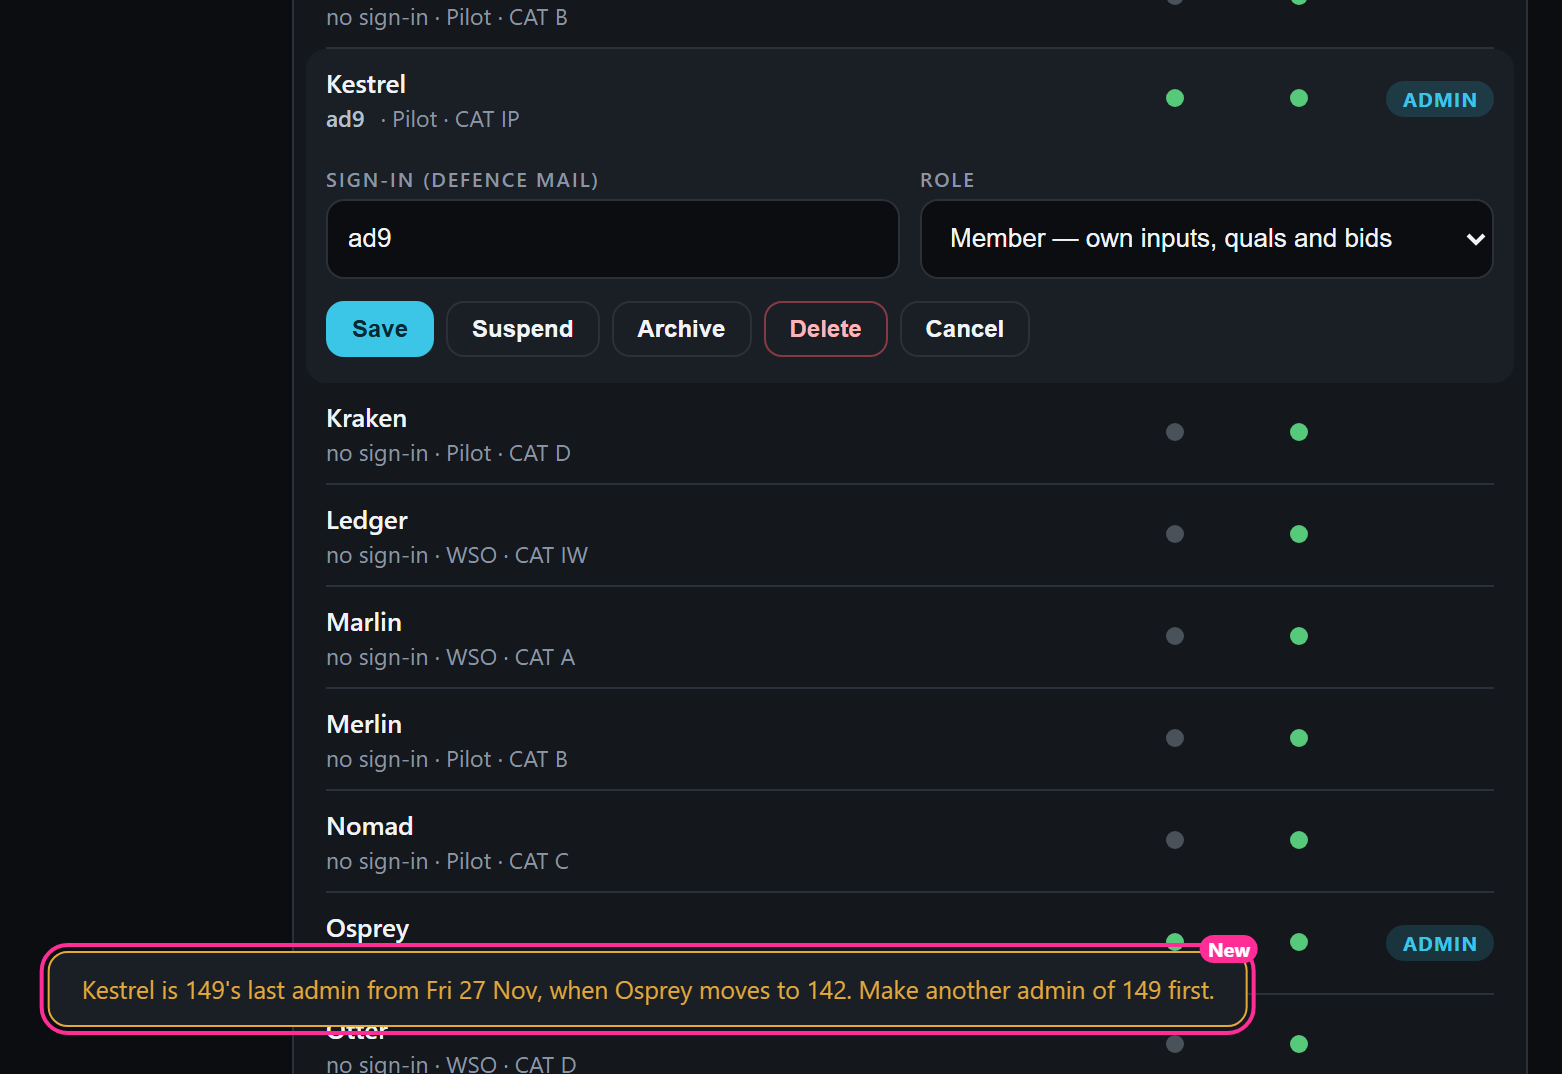 no sign-in · Pilot · CAT B
Kestrel
ad9 · Pilot · CAT IP
ADMIN
SIGN-IN (DEFENCE MAIL)
ROLE
ad9
Member — own inputs, quals and bids
Save
Suspend
Archive
Delete
Cancel
Kraken
no sign-in · Pilot · CAT D
Ledger
no sign-in · WSO · CAT IW
Marlin
no sign-in · WSO · CAT A
Merlin
no sign-in · Pilot · CAT B
Nomad
no sign-in · Pilot · CAT C
Osprey
ADMIN
New
Kestrel is 149's last admin from Fri 27 Nov, when Osprey moves to 142. Make another admin of 149 first.
Otter
no sign-in · WSO · CAT D